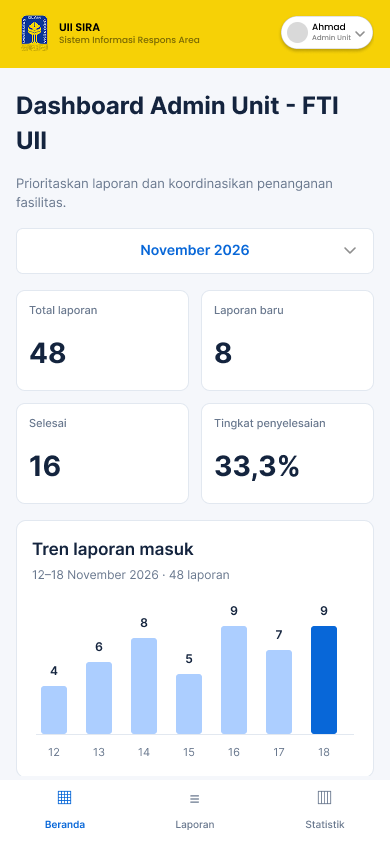 UII SIRA
Sistem Informasi Respons Area
Ahmad
Admin Unit
Dashboard Admin Unit - FTI
UII
Prioritaskan laporan dan koordinasikan penanganan
fasilitas.
November 2026
Total laporan
48
Laporan baru
8
Selesai
16
Tingkat penyelesaian
33,3%
Tren laporan masuk
12–18 November 2026 · 48 laporan
4
6
8
5
9
7
9
12
13
14
15
16
17
18
Beranda
Laporan
Statistik